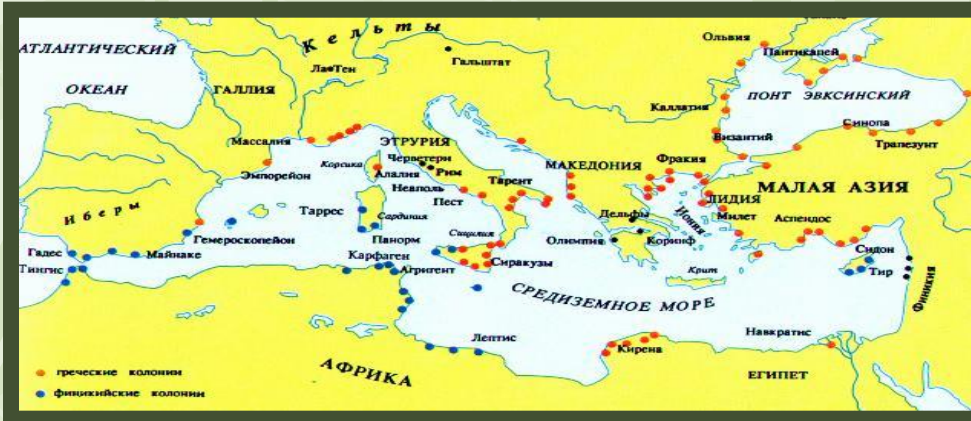 Кельты
Ольвия
Пантикапей
АТЛАНТИЧЕСКИЙ
Ла-Тен
Гальштат
ОКЕАН
ГАЛЛИЯ
ПОНТ ЭВКСИНСКИЙ
Каллатия
Синопа
Массалия
ЭТРУРИЯ
Византий
Трапезунт
Корсика
Черветери
МАКЕДОНИЯ
Фракия
Эмпорейон
Алалия
Рим
Неаполь
Тарент
МАЛАЯ АЗИЯ
Иберы
Пест
ЛИДИЯ
Таррес
Сардиния
Дельфы
Иония
Милет
Аспендос
Гемероскопейон
Панорм
Сицилия
Олимпия
Коринф
Гадес
Майнаке
Карфаген
Сиракузы
Сидон
Тингис
Агригент
Крит
Тир
СРЕДИЗЕМНОЕ МОРЕ
Финикия
Лептис
Навкратис
Кирена
АФРИКА
ЕГИПЕТ
греческие колонии
финикийские колонии